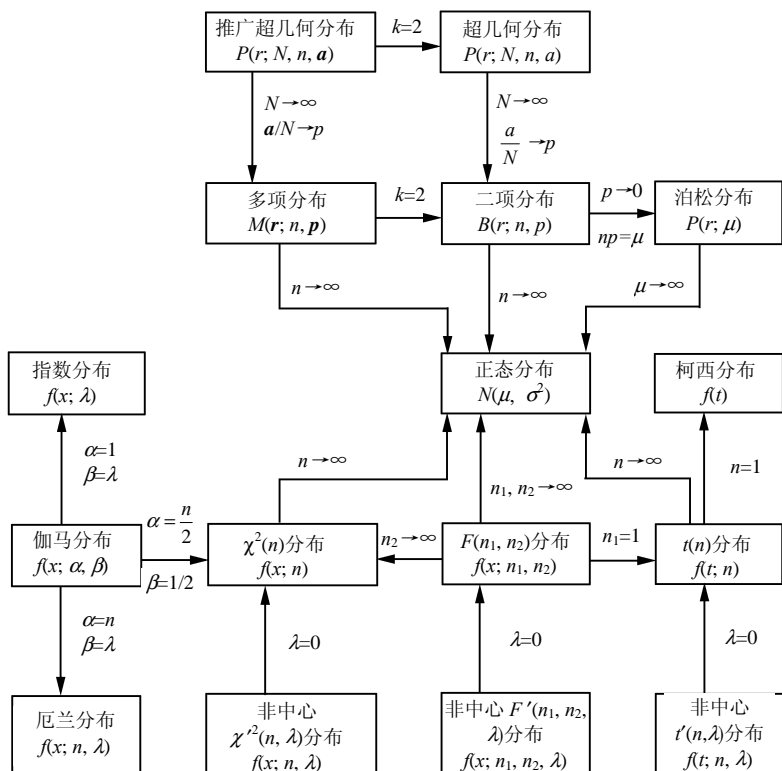 推广超几何分布
P(r; N, n, a)
k=2
超几何分布
P(r; N, n, a)
N→∞
a/N→p
N→∞
a/N →p
多项分布
M(r; n, p)
k=2
二项分布
B(r; n, p)
p→0
np=μ
泊松分布
P(r; μ)
n→∞
n→∞
μ→∞
指数分布
f(x; λ)
正态分布
N(μ, σ²)
柯西分布
f(t)
α=1
β=λ
n→∞
n₁, n₂→∞
n→∞
n=1
伽马分布
f(x; α, β)
α=n/2
β=1/2
χ²(n)分布
f(x; n)
n₂→∞
F(n₁, n₂)分布
f(x; n₁, n₂)
n₁=1
t(n)分布
f(t; n)
α=n
β=λ
λ=0
λ=0
λ=0
厄兰分布
f(x; n, λ)
非中心
χ′²(n, λ)分布
f(x; n, λ)
非中心 F′(n₁, n₂,
λ)分布
f(x; n₁, n₂, λ)
非中心
t′(n,λ)分布
f(t; n, λ)